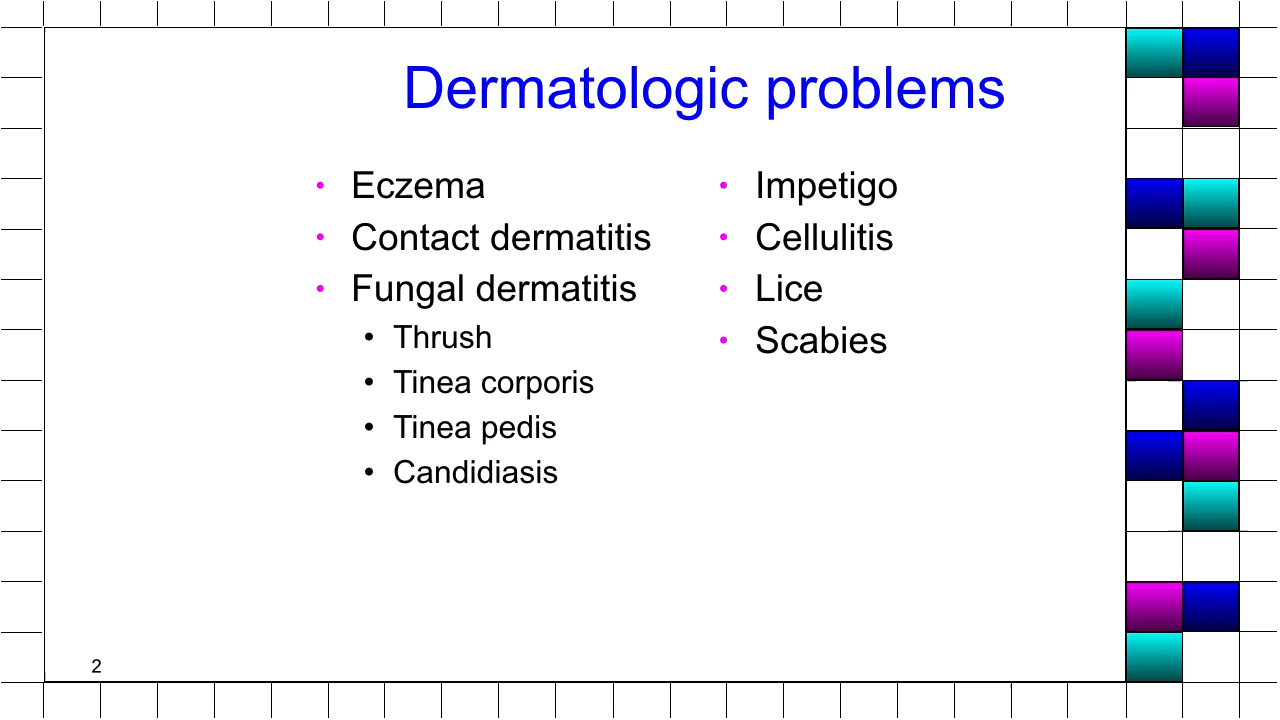 Dermatologic problems
• Eczema
• Contact dermatitis
• Fungal dermatitis
• Thrush
• Tinea corporis
• Tinea pedis
• Candidiasis
• Impetigo
• Cellulitis
• Lice
• Scabies
2